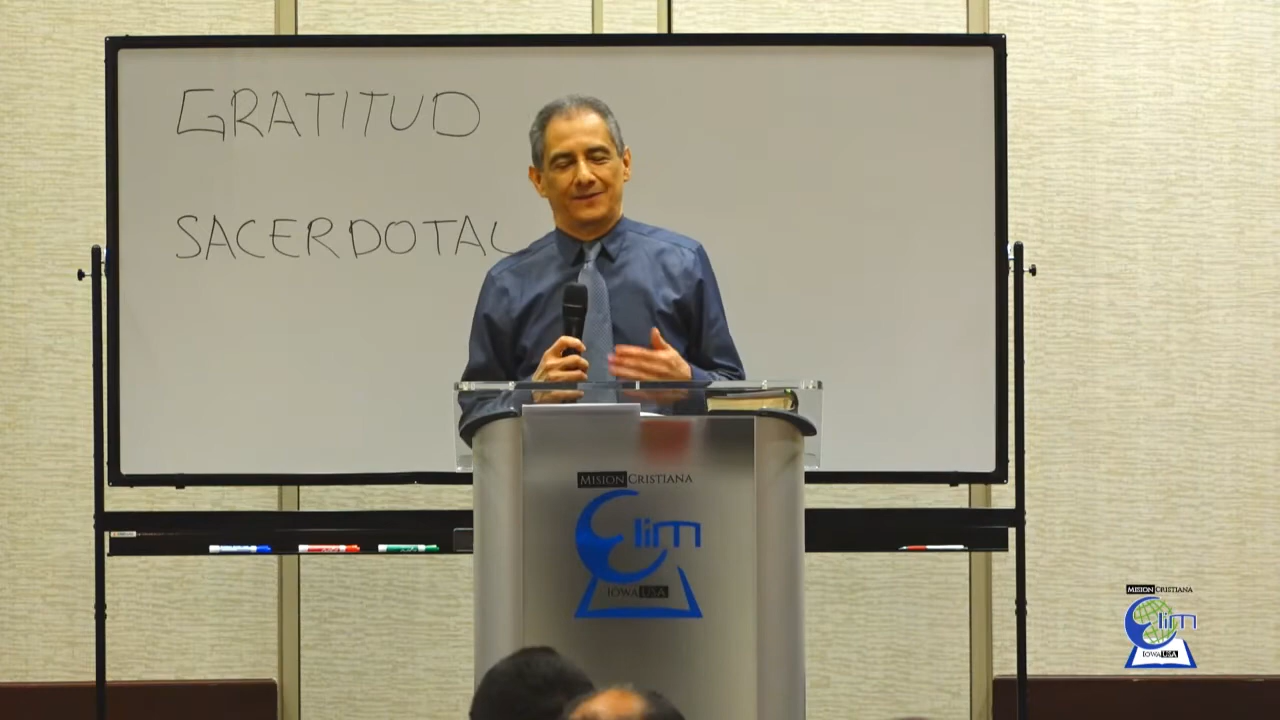 GRATITUD
SACERDOTAL
MISION CRISTIANA
Elim
IOWA USA
MISION CRISTIANA
Elim
IOWA USA